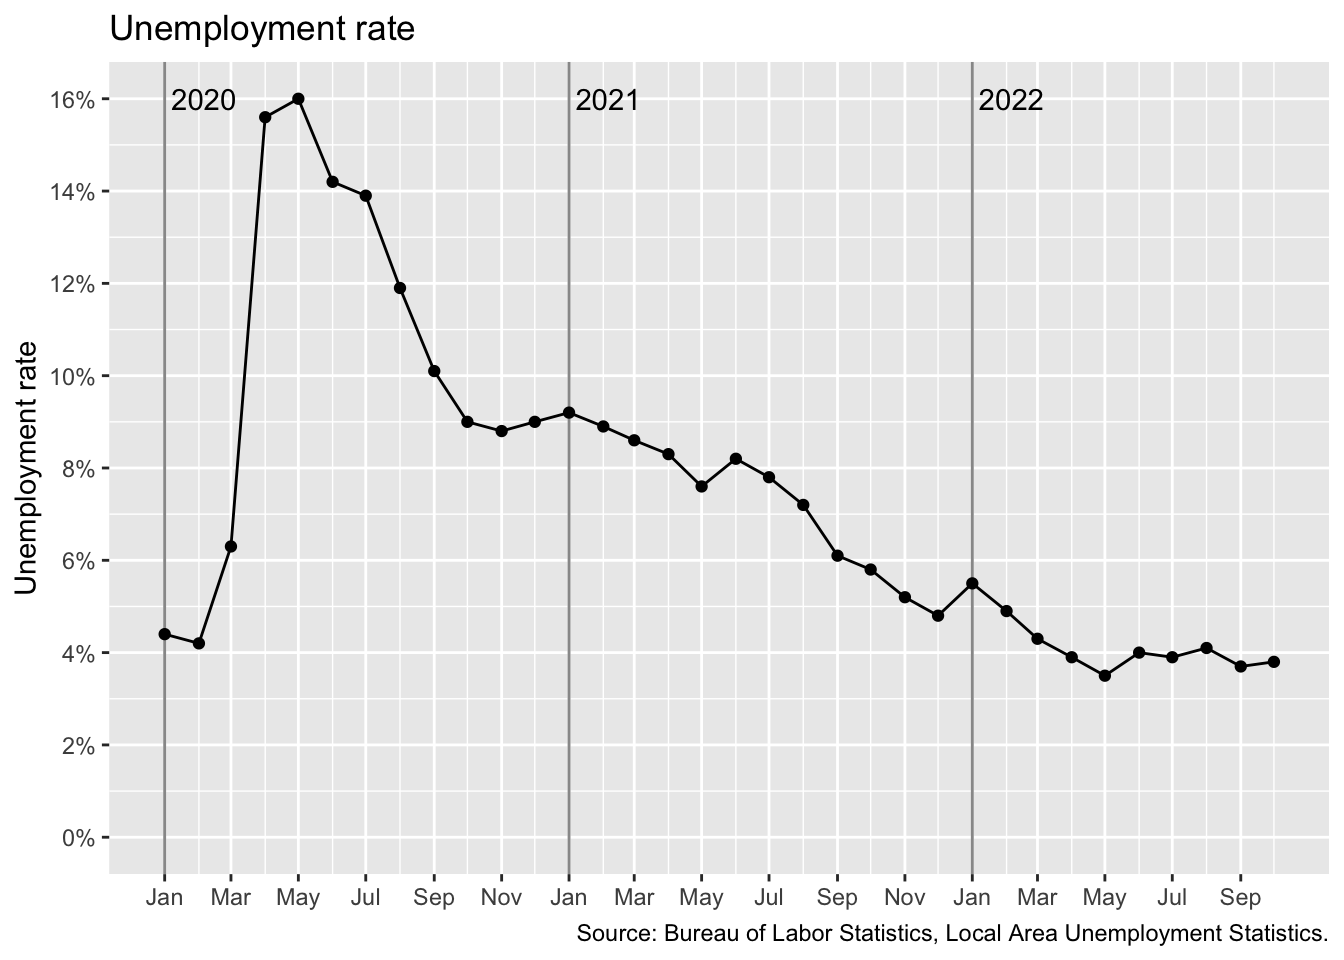 Unemployment rate
2020 2021 2022
16%
14%
12%
10%
8%
6%
4%
2%
0%
Unemployment rate
Jan Mar May Jul Sep Nov Jan Mar May Jul Sep Nov Jan Mar May Jul Sep
Source: Bureau of Labor Statistics, Local Area Unemployment Statistics.